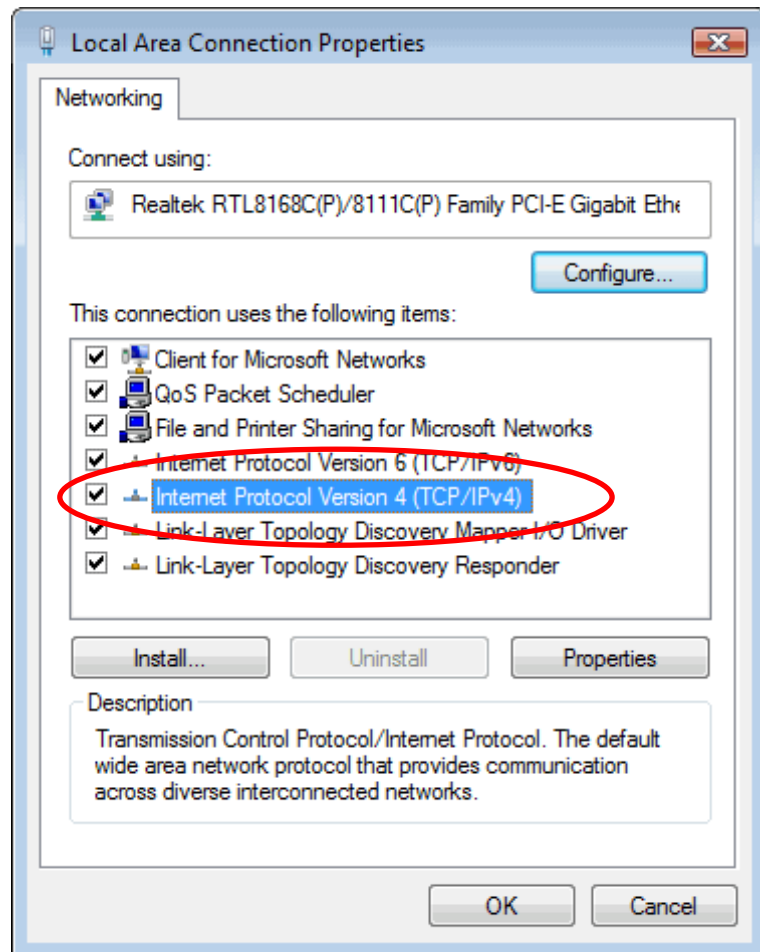 Local Area Connection Properties
Networking
Connect using:
Realtek RTL8168C(P)/8111C(P) Family PCI-E Gigabit Ethe
Configure...
This connection uses the following items:
Client for Microsoft Networks
QoS Packet Scheduler
File and Printer Sharing for Microsoft Networks
Internet Protocol Version 6 (TCP/IPv6)
Internet Protocol Version 4 (TCP/IPv4)
Link-Layer Topology Discovery Mapper I/O Driver
Link-Layer Topology Discovery Responder
Install... Uninstall Properties
Description
Transmission Control Protocol/Internet Protocol. The default
wide area network protocol that provides communication
across diverse interconnected networks.
OK Cancel